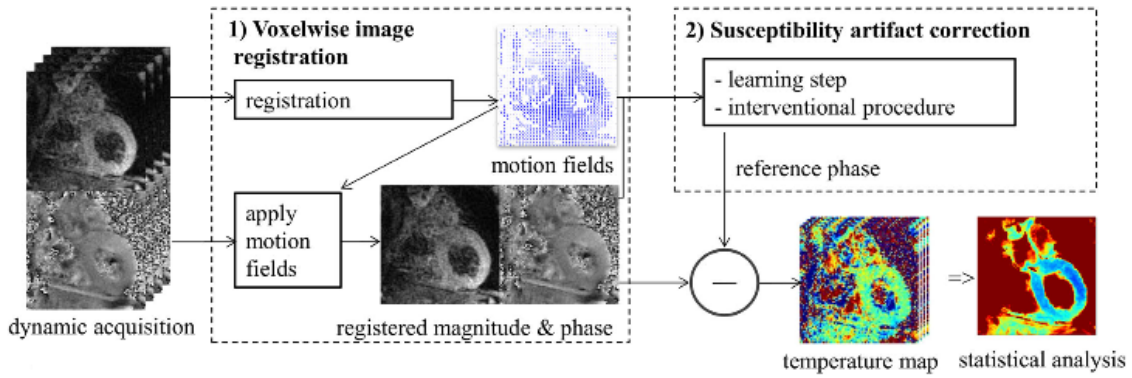 1) Voxelwise image
registration
registration
motion fields
apply
motion
fields
dynamic acquisition
registered magnitude & phase
2) Susceptibility artifact correction
- learning step
- interventional procedure
reference phase
—
=>
temperature map
statistical analysis